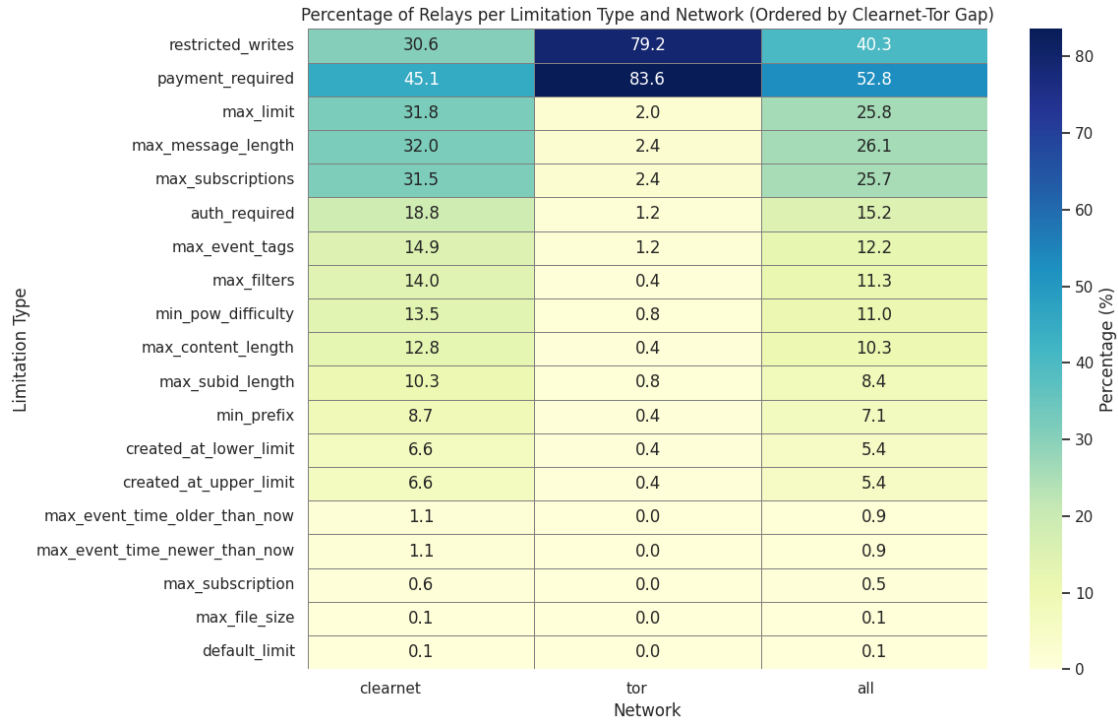 Percentage of Relays per Limitation Type and Network (Ordered by Clearnet-Tor Gap)
restricted_writes 30.6 79.2 40.3
payment_required 45.1 83.6 52.8
max_limit 31.8 2.0 25.8
max_message_length 32.0 2.4 26.1
max_subscriptions 31.5 2.4 25.7
auth_required 18.8 1.2 15.2
max_event_tags 14.9 1.2 12.2
max_filters 14.0 0.4 11.3
min_pow_difficulty 13.5 0.8 11.0
max_content_length 12.8 0.4 10.3
max_subid_length 10.3 0.8 8.4
min_prefix 8.7 0.4 7.1
created_at_lower_limit 6.6 0.4 5.4
created_at_upper_limit 6.6 0.4 5.4
max_event_time_older_than_now 1.1 0.0 0.9
max_event_time_newer_than_now 1.1 0.0 0.9
max_subscription 0.6 0.0 0.5
max_file_size 0.1 0.0 0.1
default_limit 0.1 0.0 0.1
clearnet tor all
Network
Limitation Type
80
70
60
50
40
30
20
10
0
Percentage (%)